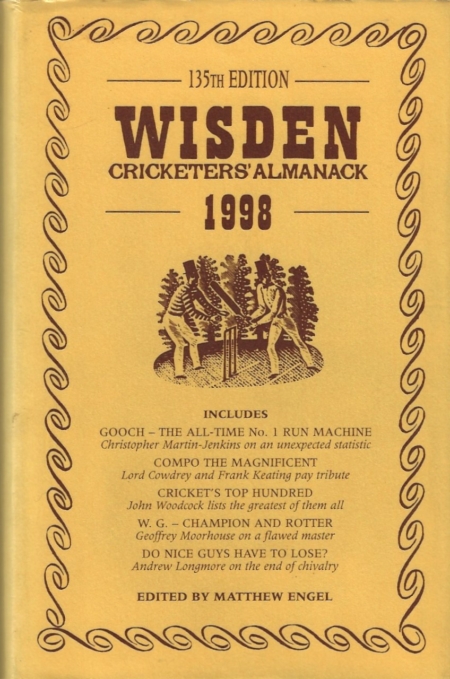 135TH EDITION
WISDEN
CRICKETERS' ALMANACK
1998
INCLUDES
GOOCH – THE ALL-TIME No. 1 RUN MACHINE
Christopher Martin-Jenkins on an unexpected statistic
COMPO THE MAGNIFICENT
Lord Cowdrey and Frank Keating pay tribute
CRICKET'S TOP HUNDRED
John Woodcock lists the greatest of them all
W. G. – CHAMPION AND ROTTER
Geoffrey Moorhouse on a flawed master
DO NICE GUYS HAVE TO LOSE?
Andrew Longmore on the end of chivalry
EDITED BY MATTHEW ENGEL